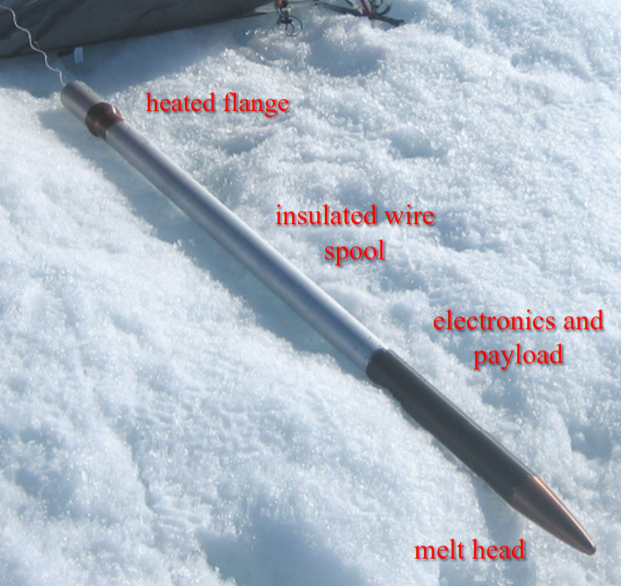 heated flange
insulated wire
spool
electronics and
payload
melt head